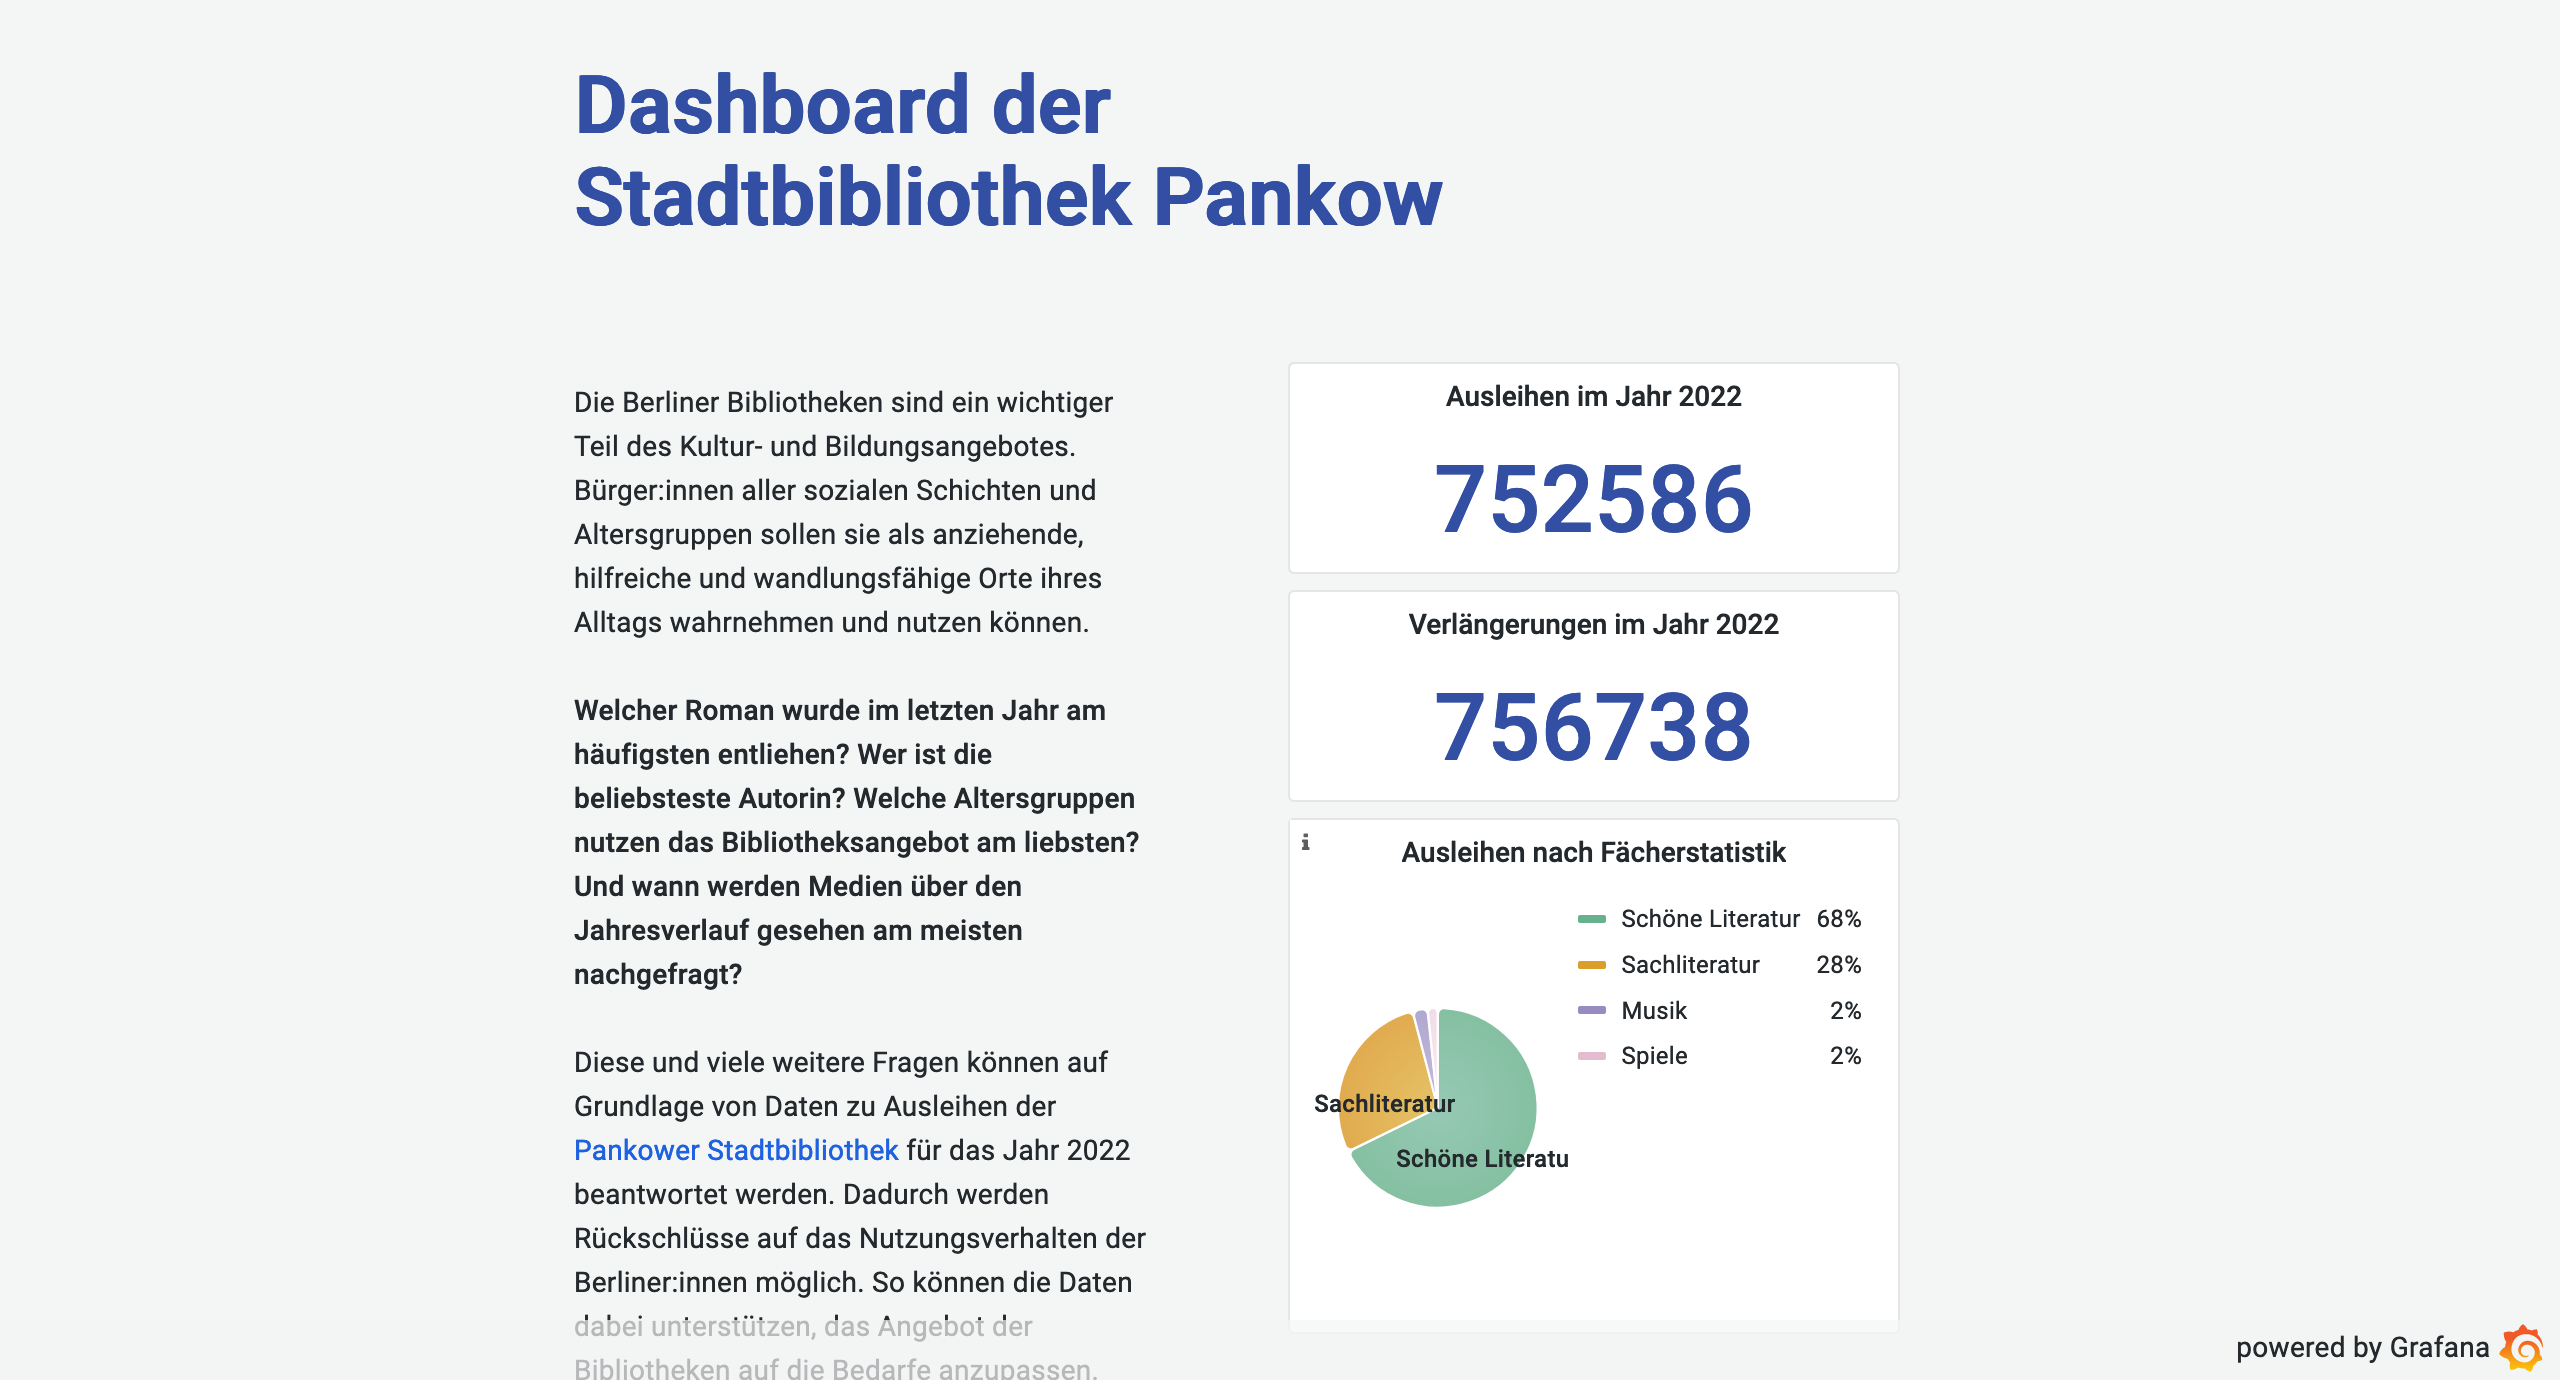 Dashboard der
Stadtbibliothek Pankow
Die Berliner Bibliotheken sind ein wichtiger
Teil des Kultur- und Bildungsangebotes.
Bürger:innen aller sozialen Schichten und
Altersgruppen sollen sie als anziehende,
hilfreiche und wandlungsfähige Orte ihres
Alltags wahrnehmen und nutzen können.
Welcher Roman wurde im letzten Jahr am
häufigsten entliehen? Wer ist die
beliebsteste Autorin? Welche Altersgruppen
nutzen das Bibliotheksangebot am liebsten?
Und wann werden Medien über den
Jahresverlauf gesehen am meisten
nachgefragt?
Diese und viele weitere Fragen können auf
Grundlage von Daten zu Ausleihen der
Pankower Stadtbibliothek für das Jahr 2022
beantwortet werden. Dadurch werden
Rückschlüsse auf das Nutzungsverhalten der
Berliner:innen möglich. So können die Daten
dabei unterstützen, das Angebot der
Bibliotheken auf die Bedarfe anzupassen.
Ausleihen im Jahr 2022
752586
Verlängerungen im Jahr 2022
756738
i
Ausleihen nach Fächerstatistik
Schöne Literatur 68%
Sachliteratur 28%
Musik 2%
Spiele 2%
Sachliteratur
Schöne Literatu
powered by Grafana